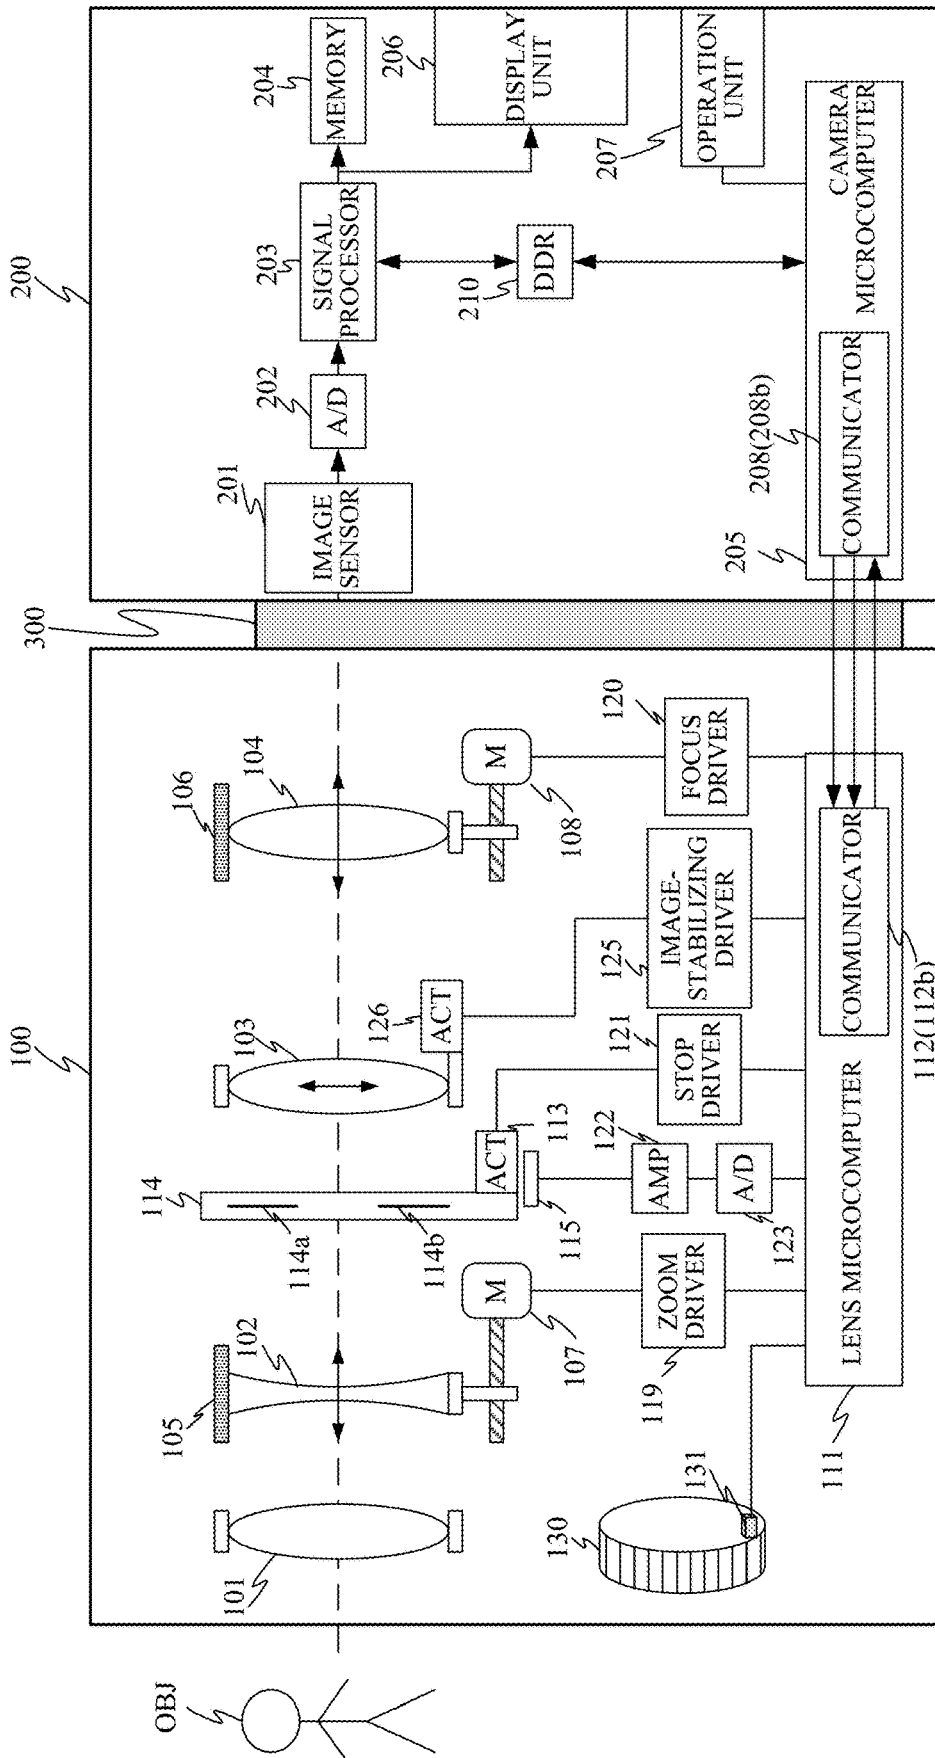 100
200
300
OBJ
101
105
102
114
114a
114b
103
106
104
201
IMAGE
SENSOR
202
A/D
203
SIGNAL
PROCESSOR
204
MEMORY
206
DISPLAY
UNIT
M
107
ACT
113
115
126
ACT
M
108
210
DDR
207
OPERATION
UNIT
130
131
119
ZOOM
DRIVER
122
AMP
A/D
123
121
STOP
DRIVER
125
IMAGE-
STABILIZING
DRIVER
120
FOCUS
DRIVER
111
LENS MICROCOMPUTER
COMMUNICATOR
112(112b)
205
208(208b)
COMMUNICATOR
CAMERA
MICROCOMPUTER